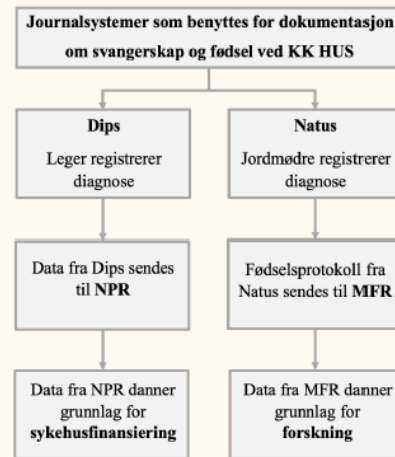 Journalsystemer som benyttes for dokumentasjon
om svangerskap og fødsel ved KK HUS
Dips
Leger registrerer
diagnose
Natus
Jordmødre registrerer
diagnose
Data fra Dips sendes
til NPR
Fødselsprotokoll fra
Natus sendes til MFR
Data fra NPR danner
grunnlag for
sykehusfinansiering
Data fra MFR danner
grunnlag for
forskning